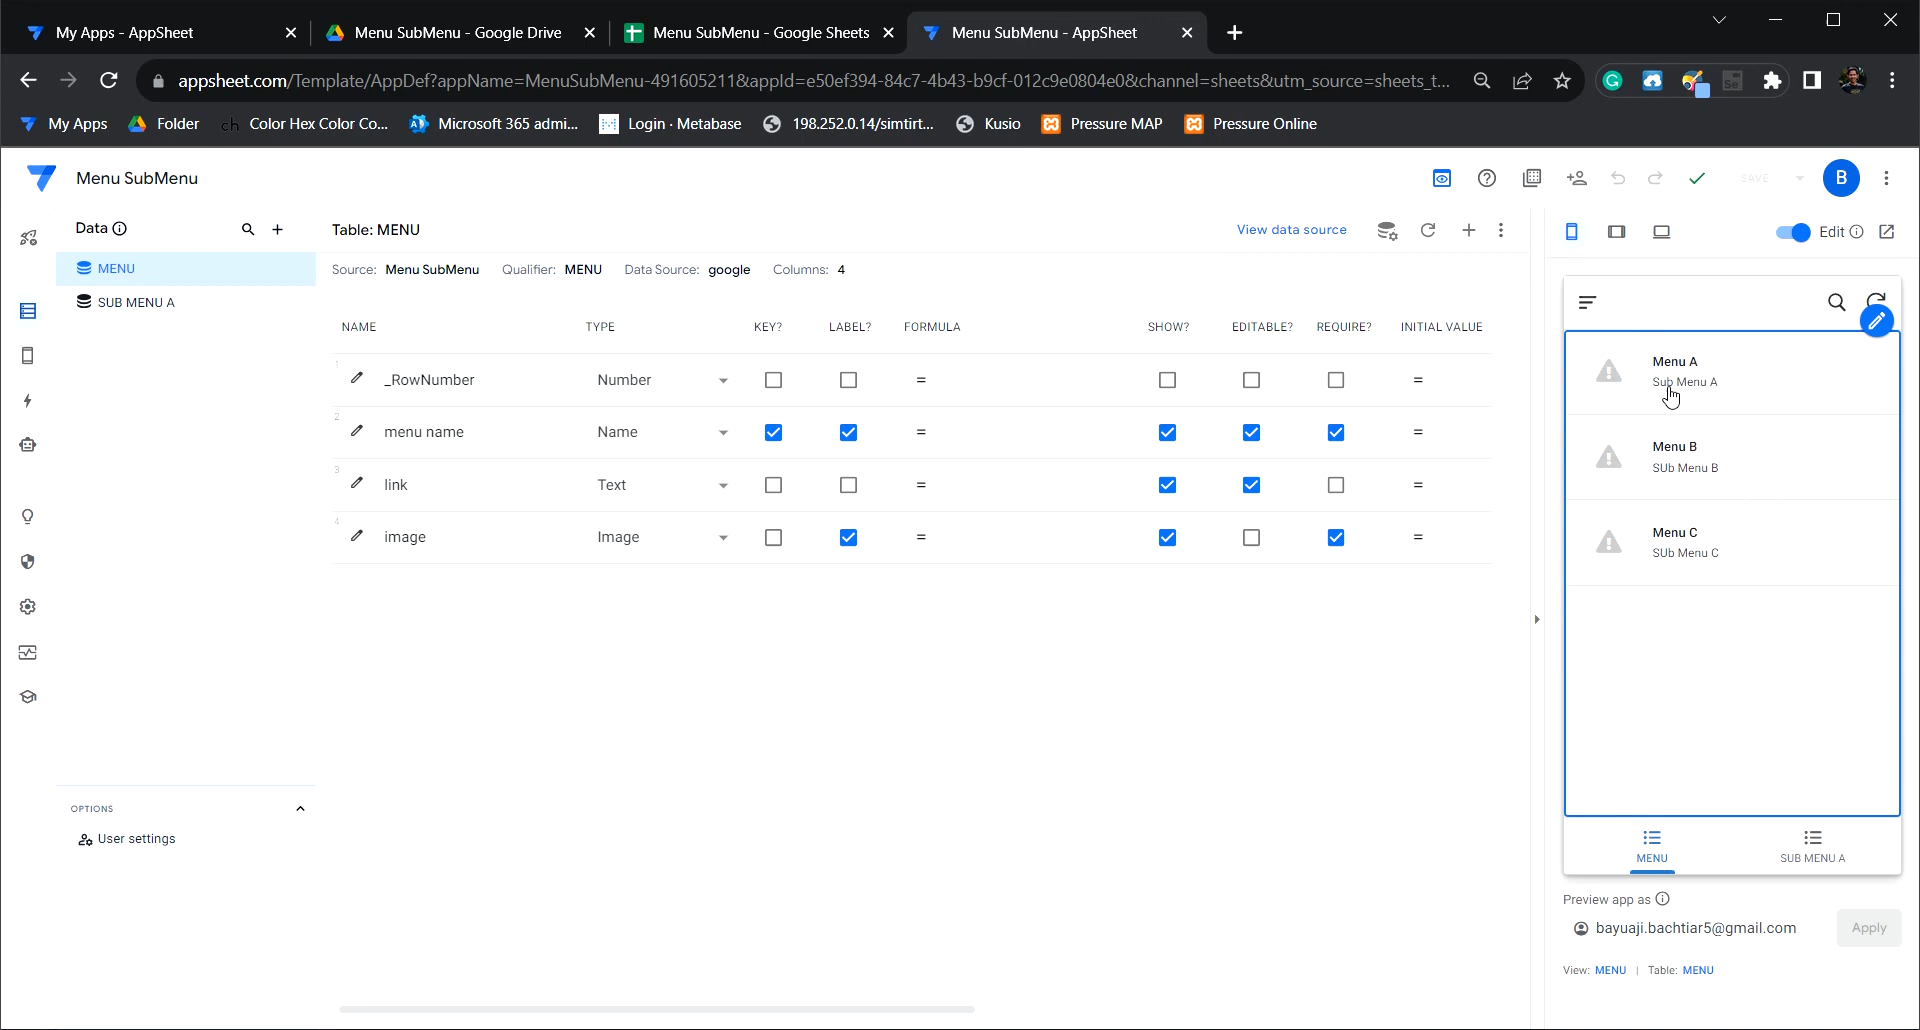 My Apps - AppSheet
Menu SubMenu - Google Drive
Menu SubMenu - Google Sheets
Menu SubMenu - AppSheet
appsheet.com/Template/AppDef?appName=MenuSubMenu-491605211&appId=e50ef394-84c7-4b43-b9cf-012c9e0804e0&channel=sheets&utm_source=sheets_t...
My Apps
Folder
ch Color Hex Color Co...
Microsoft 365 admi...
Login · Metabase
198.252.0.14/simtirt...
Kusio
Pressure MAP
Pressure Online
Menu SubMenu
SAVE
B
Data
Table: MENU
View data source
Edit
MENU
SUB MENU A
Source: Menu SubMenu Qualifier: MENU Data Source: google Columns: 4
NAME TYPE KEY? LABEL? FORMULA SHOW? EDITABLE? REQUIRE? INITIAL VALUE
1 _RowNumber Number = =
2 menu name Name = =
3 link Text = =
4 image Image = =
Menu A
Sub Menu A
Menu B
SUb Menu B
Menu C
SUb Menu C
MENU
SUB MENU A
OPTIONS
User settings
Preview app as
bayuaji.bachtiar5@gmail.com
Apply
View: MENU | Table: MENU